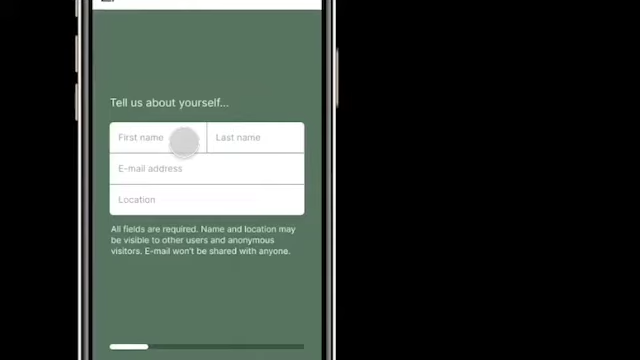 Tell us about yourself...
First name Last name
E-mail address
Location
All fields are required. Name and location may
be visible to other users and anonymous
visitors. E-mail won't be shared with anyone.